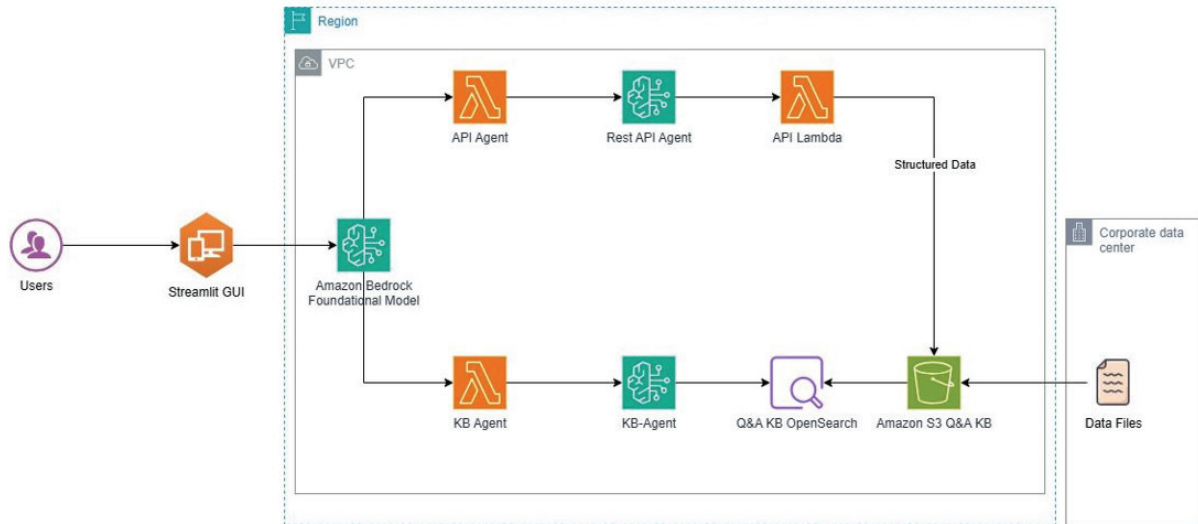 Region
VPC
API Agent
Rest API Agent
API Lambda
Structured Data
Corporate data
center
Users
Streamlit GUI
Amazon Bedrock
Foundational Model
KB Agent
KB-Agent
Q&A KB OpenSearch
Amazon S3 Q&A KB
Data Files